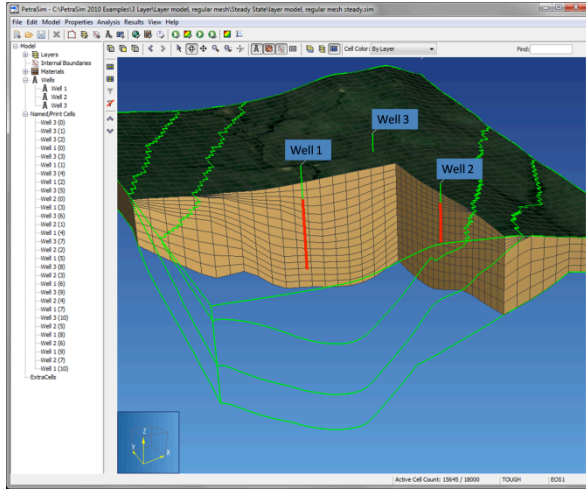 PetraSim - C:\PetraSim 2010 Examples\3 Layer\Layer model, regular mesh\Steady State\layer model, regular mesh steady.sim
File Edit Model Properties Analysis Results View Help
Cell Color: By Layer
Find:
Model
Layers
Internal Boundaries
Materials
Wells
Well 1
Well 2
Well 3
Named/Print Cells
Well 3 (0)
Well 3 (1)
Well 3 (2)
Well 1 (0)
Well 3 (3)
Well 1 (1)
Well 3 (4)
Well 1 (2)
Well 3 (5)
Well 2 (0)
Well 1 (3)
Well 3 (6)
Well 2 (1)
Well 1 (4)
Well 3 (7)
Well 2 (2)
Well 1 (5)
Well 3 (8)
Well 2 (3)
Well 1 (6)
Well 3 (9)
Well 2 (4)
Well 1 (7)
Well 3 (10)
Well 2 (5)
Well 1 (8)
Well 2 (6)
Well 1 (9)
Well 2 (7)
Well 1 (10)
ExtraCells
Well 3
Well 1
Well 2
Z
Y
X
Active Cell Count: 15645 / 18000
TOUGH
EOS1